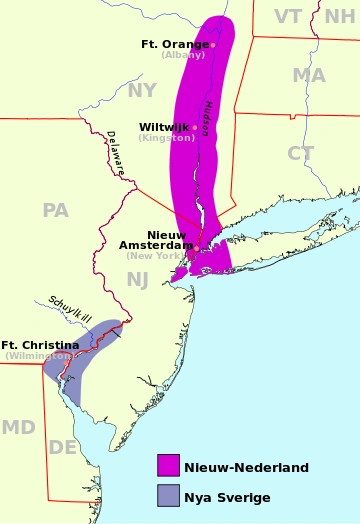 VT NH
Ft. Orange
(Albany)
MA
NY
Hudson
Wiltwijk
(Kingston)
CT
Delaware
PA
Nieuw
Amsterdam
(New York)
NJ
Schuylkill
Ft. Christina
(Wilmington)
MD
DE
Nieuw-Nederland
Nya Sverige